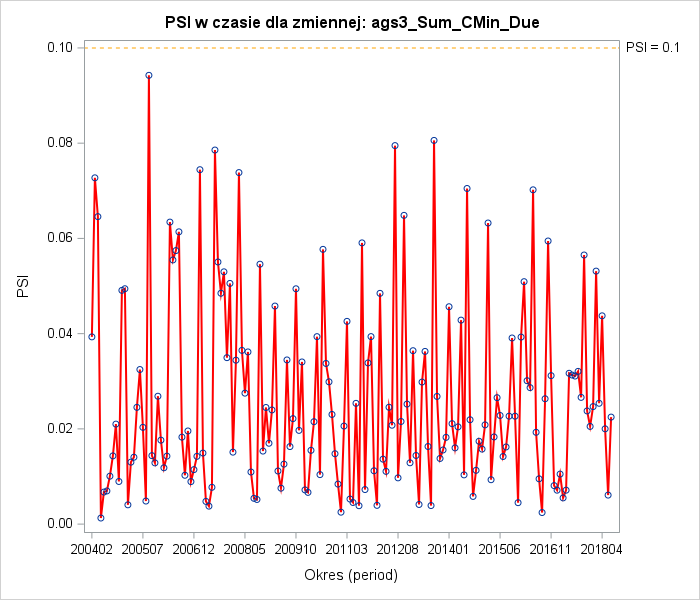 PSI w czasie dla zmiennej: ags3_Sum_CMin_Due
0.10
PSI = 0.1
0.08
0.06
PSI
0.04
0.02
0.00
200402 200507 200612 200805 200910 201103 201208 201401 201506 201611 201804
Okres (period)